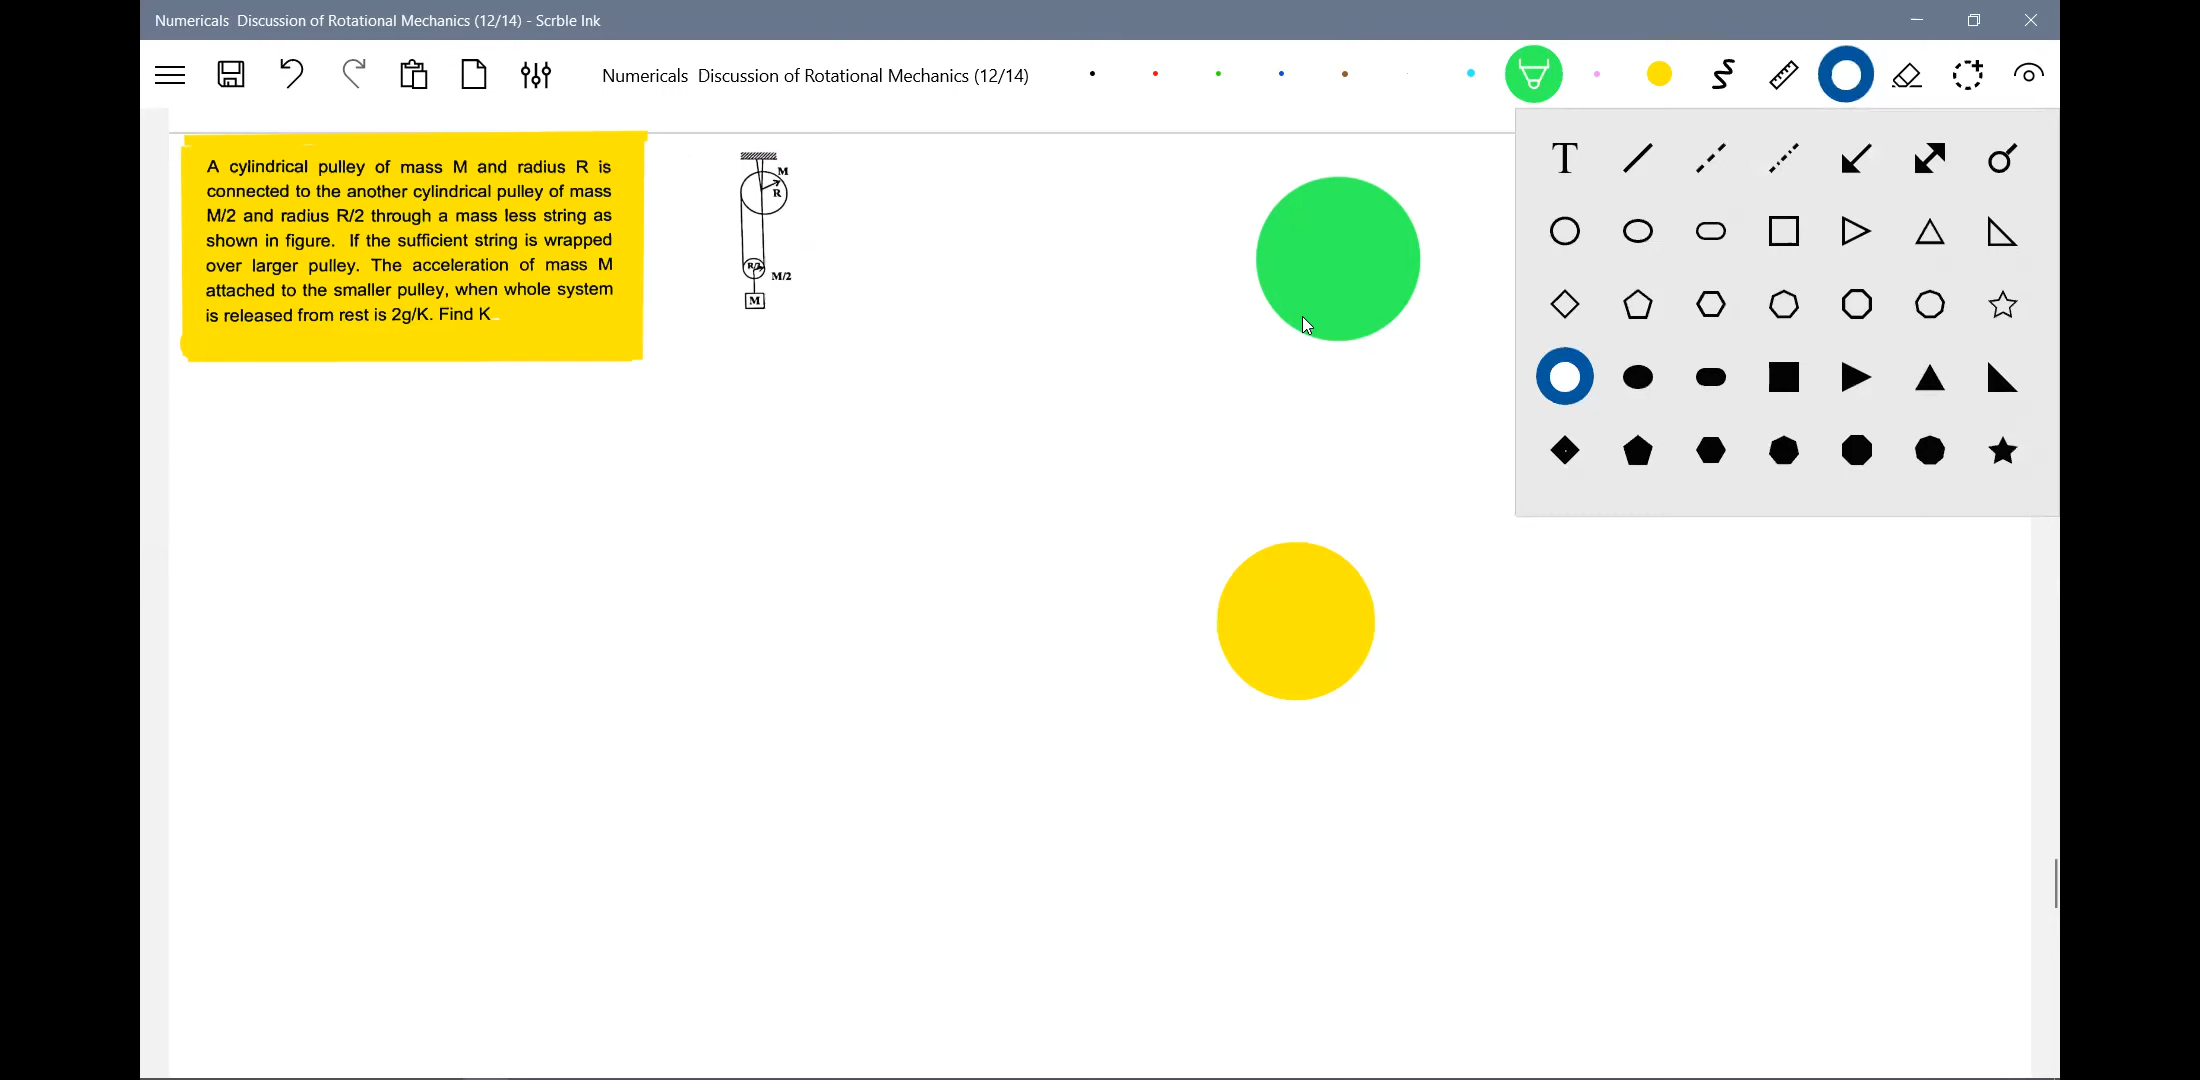 Numericals  Discussion of Rotational Mechanics (12/14) - Scrble Ink
Numericals  Discussion of Rotational Mechanics (12/14)
T
A cylindrical pulley of mass M and radius R is
connected to the another cylindrical pulley of mass
M/2 and radius R/2 through a mass less string as
shown in figure.  If the sufficient string is wrapped
over larger pulley. The acceleration of mass M
attached to the smaller pulley, when whole system
is released from rest is 2g/K. Find K
M
R
R/2
M/2
M